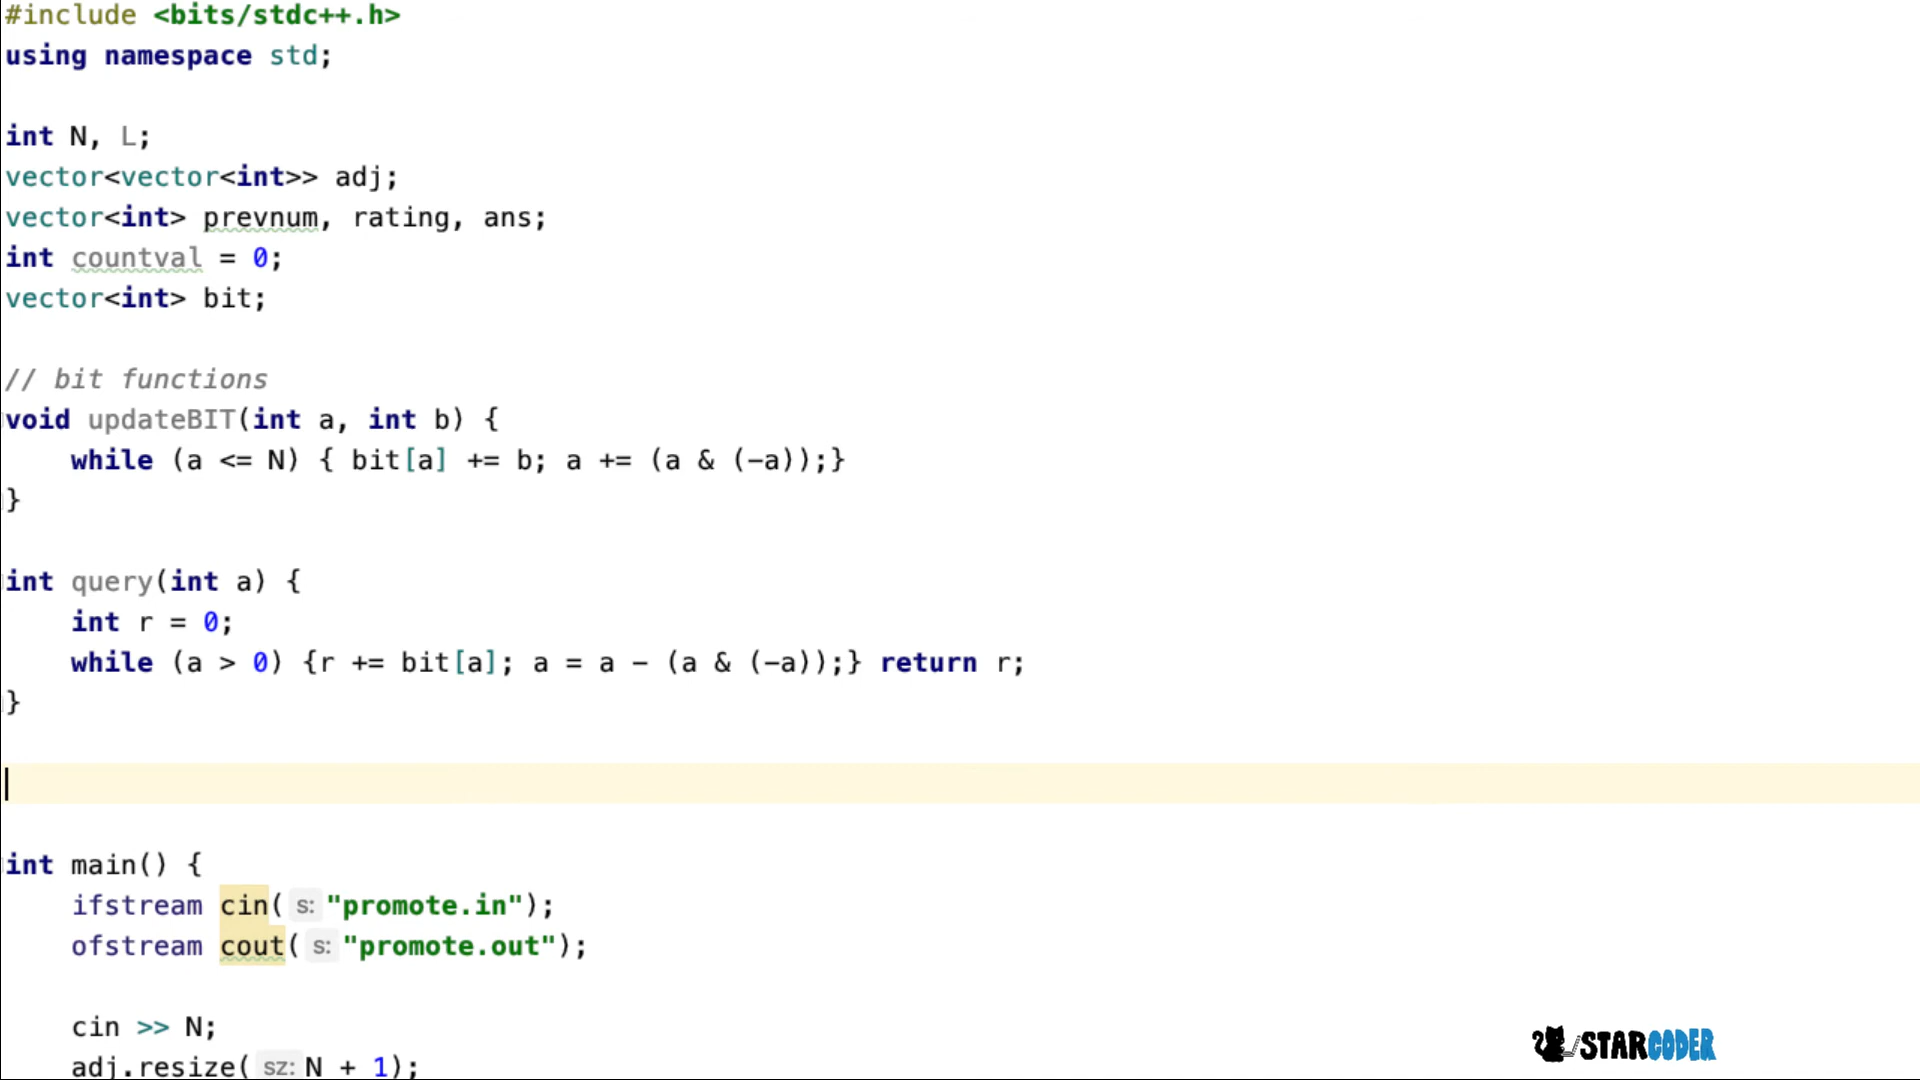 #include <bits/stdc++.h>
using namespace std;
int N, L;
vector<vector<int>> adj;
vector<int> prevnum, rating, ans;
int countval = 0;
vector<int> bit;
// bit functions
void updateBIT(int a, int b) {
    while (a <= N) { bit[a] += b; a += (a & (-a));}
}
int query(int a) {
    int r = 0;
    while (a > 0) {r += bit[a]; a = a - (a & (-a));} return r;
}
int main() {
    ifstream cin( s: "promote.in");
    ofstream cout( s: "promote.out");
    cin >> N;
    adj.resize( sz: N + 1);
STARCODER